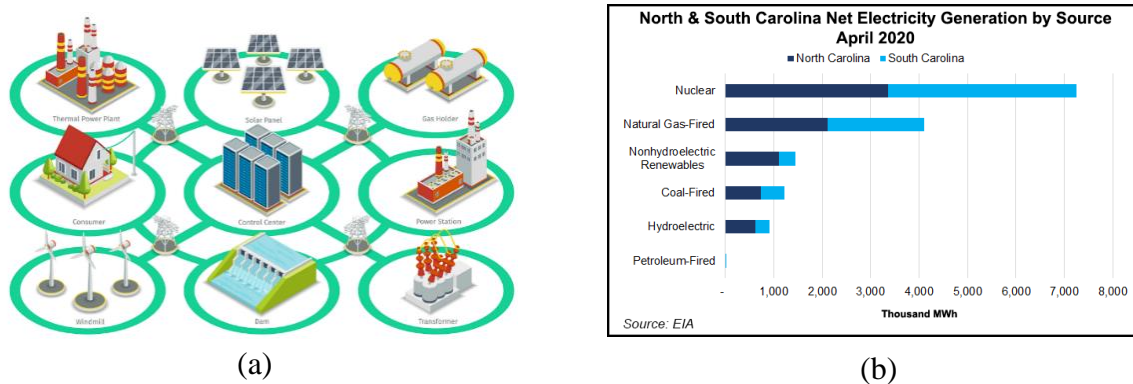 Thermal Power Plant
Solar Panel
Gas Holder
Consumer
Control Center
Power Station
Windmill
Dam
Transformer
(a)
North & South Carolina Net Electricity Generation by Source
April 2020
North Carolina South Carolina
Nuclear
Natural Gas-Fired
Nonhydroelectric
Renewables
Coal-Fired
Hydroelectric
Petroleum-Fired
- 1,000 2,000 3,000 4,000 5,000 6,000 7,000 8,000
Thousand MWh
Source: EIA
(b)